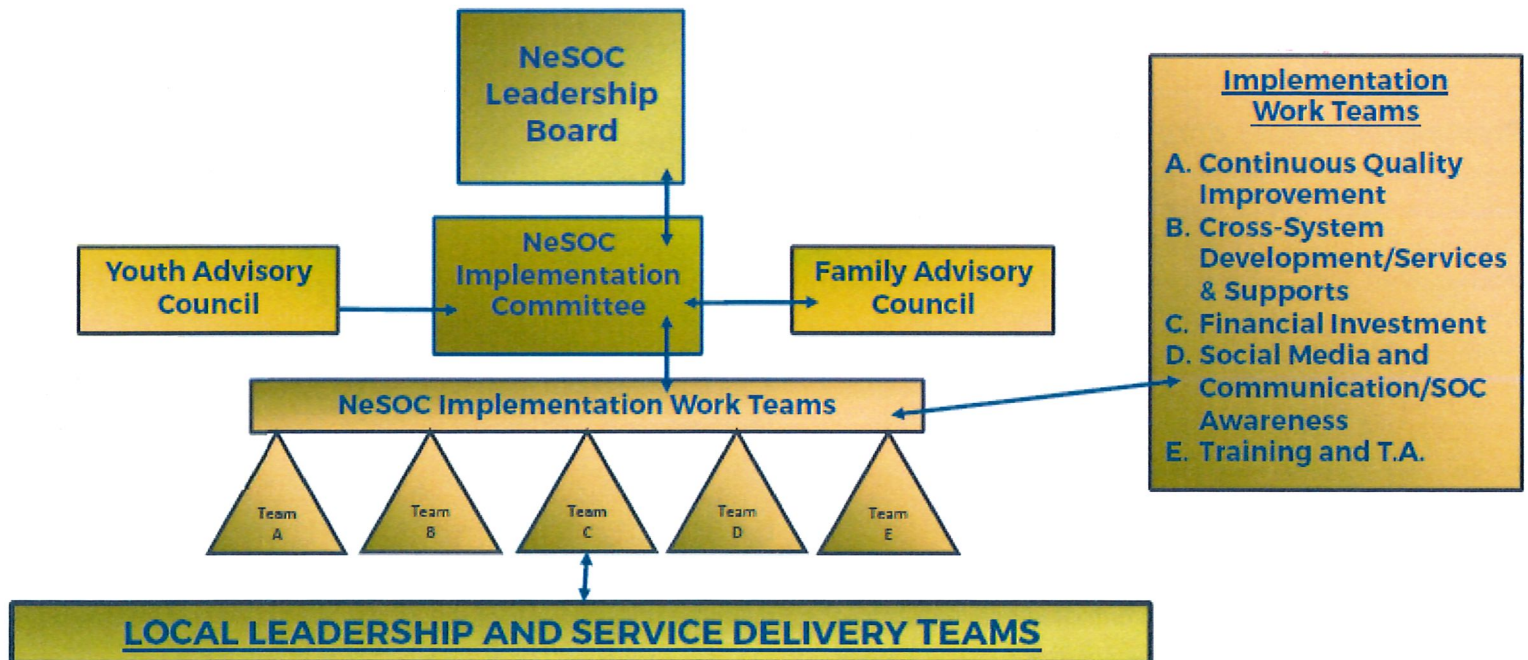 NeSOC
Leadership
Board
NeSOC
Implementation
Committee
Youth Advisory
Council
Family Advisory
Council
NeSOC Implementation Work Teams
Team
A
Team
B
Team
C
Team
D
Team
E
LOCAL LEADERSHIP AND SERVICE DELIVERY TEAMS
Implementation
Work Teams
A. Continuous Quality
Improvement
B. Cross-System
Development/Services
& Supports
C. Financial Investment
D. Social Media and
Communication/SOC
Awareness
E. Training and T.A.